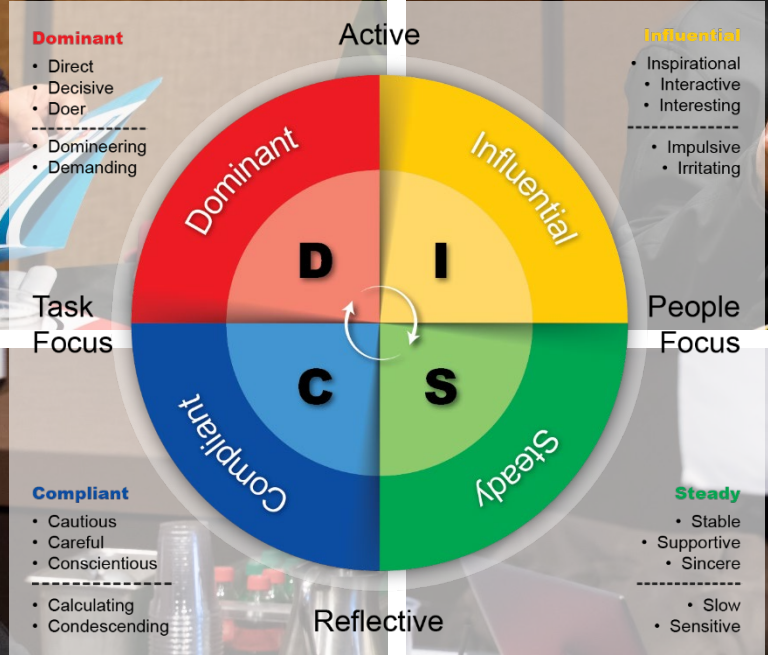 Active
Dominant
• Direct
• Decisive
• Doer
• Domineering
• Demanding
Influential
• Inspirational
• Interactive
• Interesting
• Impulsive
• Irritating
Dominant
Influential
D
I
Task
Focus
People
Focus
C
S
Compliant
Steady
Compliant
• Cautious
• Careful
• Conscientious
• Calculating
• Condescending
Steady
• Stable
• Supportive
• Sincere
• Slow
• Sensitive
Reflective